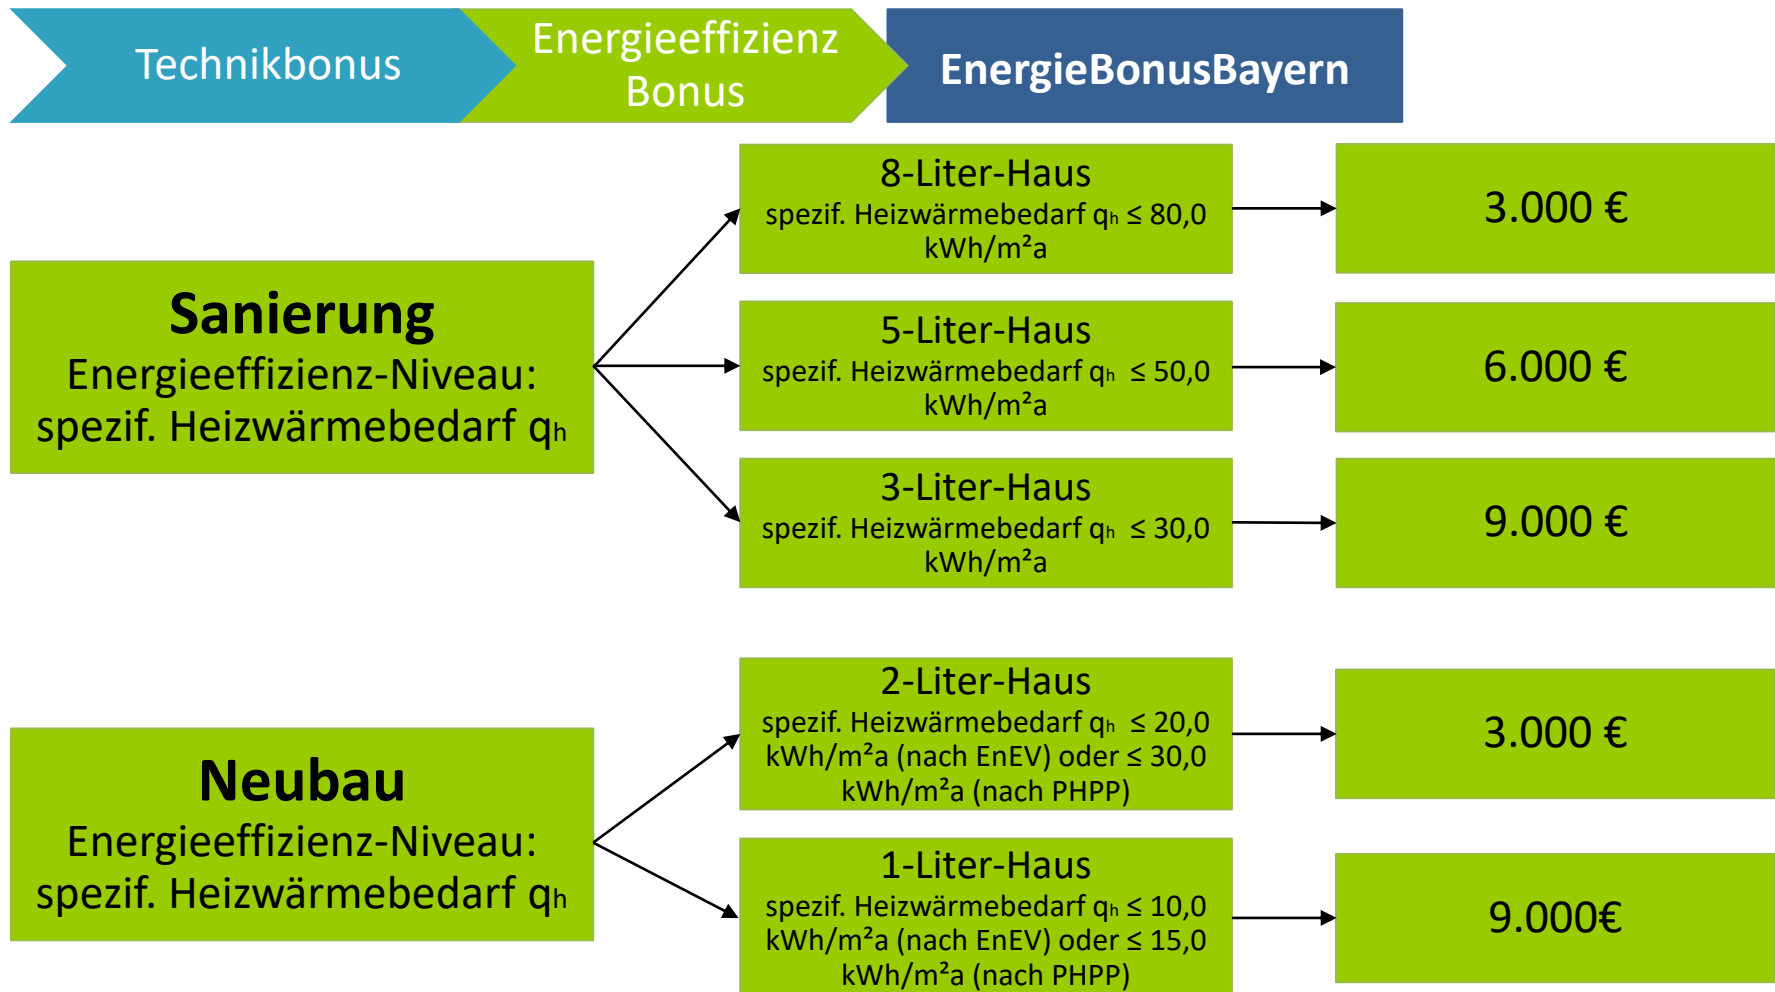 Technikbonus
Energieeffizienz
Bonus
EnergieBonusBayern
Sanierung
Energieeffizienz-Niveau:
spezif. Heizwärmebedarf qh
8-Liter-Haus
spezif. Heizwärmebedarf qh ≤ 80,0
kWh/m²a
3.000 €
5-Liter-Haus
spezif. Heizwärmebedarf qh ≤ 50,0
kWh/m²a
6.000 €
3-Liter-Haus
spezif. Heizwärmebedarf qh ≤ 30,0
kWh/m²a
9.000 €
Neubau
Energieeffizienz-Niveau:
spezif. Heizwärmebedarf qh
2-Liter-Haus
spezif. Heizwärmebedarf qh ≤ 20,0
kWh/m²a (nach EnEV) oder ≤ 30,0
kWh/m²a (nach PHPP)
3.000 €
1-Liter-Haus
spezif. Heizwärmebedarf qh ≤ 10,0
kWh/m²a (nach EnEV) oder ≤ 15,0
kWh/m²a (nach PHPP)
9.000€